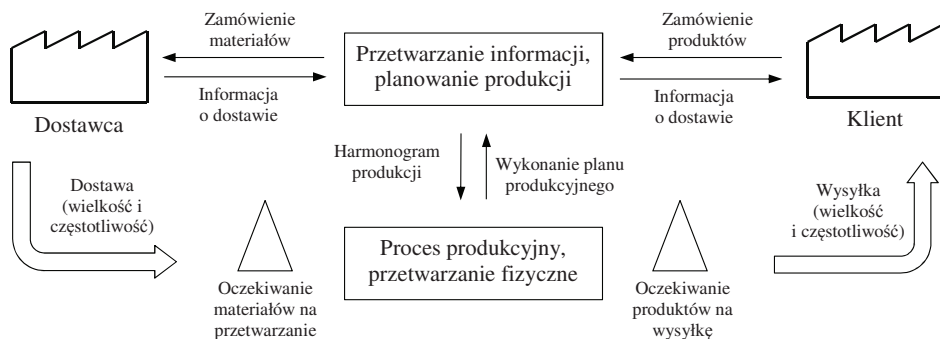 Zamówienie
materiałów
Przetwarzanie informacji,
planowanie produkcji
Zamówienie
produktów
Informacja
o dostawie
Informacja
o dostawie
Dostawca
Klient
Harmonogram
produkcji
Wykonanie planu
produkcyjnego
Dostawa
(wielkość i
częstotliwość)
Wysyłka
(wielkość
i częstotliwość)
Proces produkcyjny,
przetwarzanie fizyczne
Oczekiwanie
materiałów na
przetwarzanie
Oczekiwanie
produktów na
wysyłkę